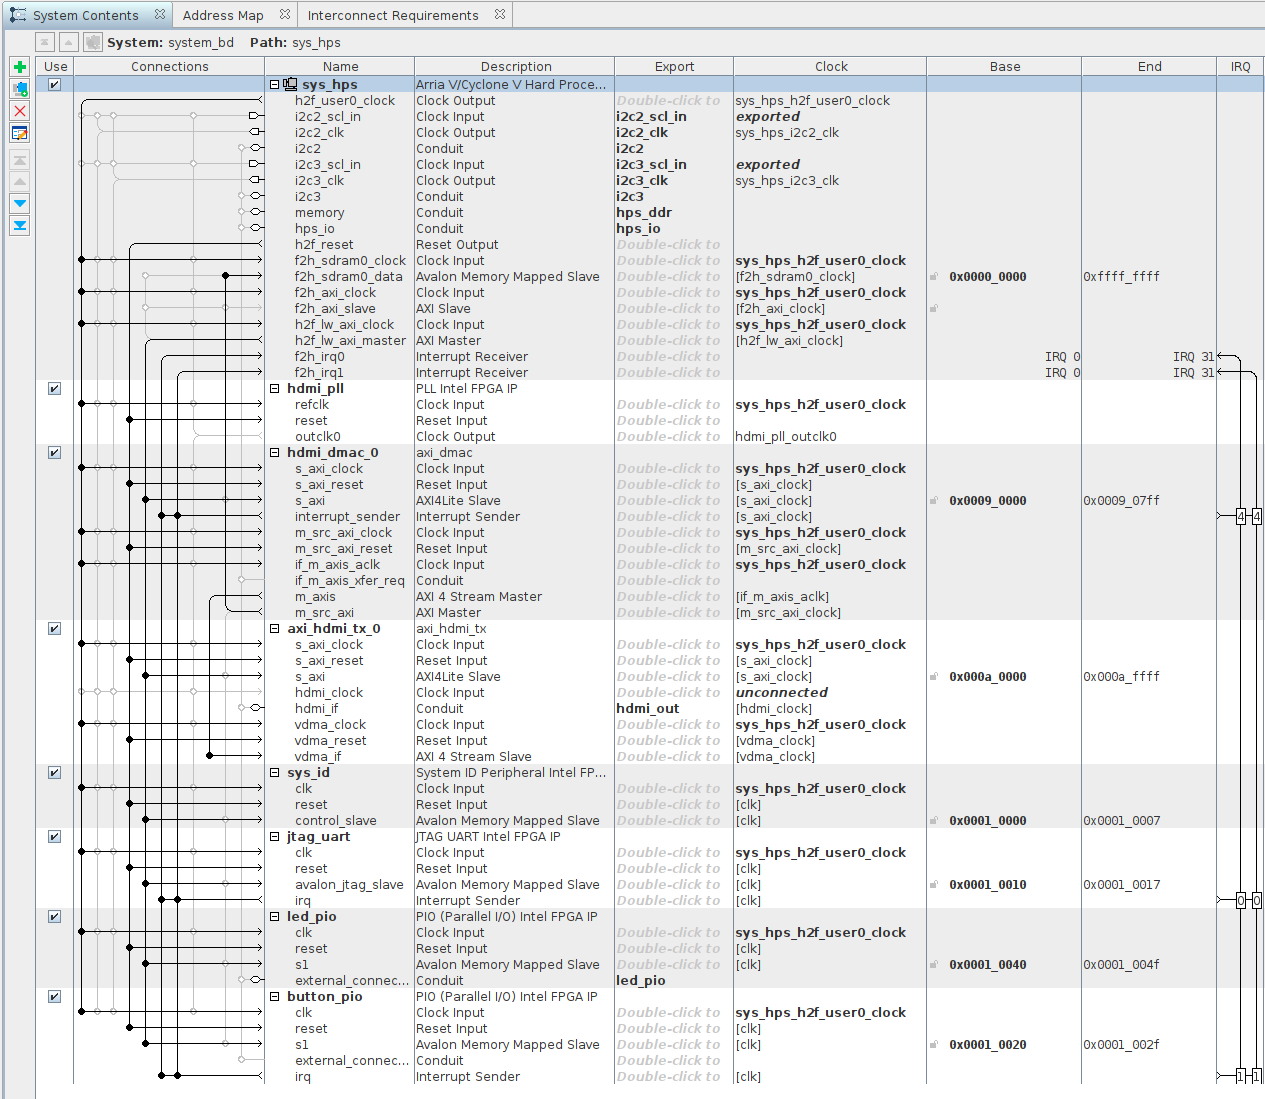 System Contents Address Map Interconnect Requirements
System: system_bd Path: sys_hps
Use Connections Name Description Export Clock Base End IRQ
sys_hps Arria V/Cyclone V Hard Proce...
h2f_user0_clock Clock Output Double-click to sys_hps_h2f_user0_clock
i2c2_scl_in Clock Input i2c2_scl_in exported
i2c2_clk Clock Output i2c2_clk sys_hps_i2c2_clk
i2c2 Conduit i2c2
i2c3_scl_in Clock Input i2c3_scl_in exported
i2c3_clk Clock Output i2c3_clk sys_hps_i2c3_clk
i2c3 Conduit i2c3
memory Conduit hps_ddr
hps_io Conduit hps_io
h2f_reset Reset Output Double-click to
f2h_sdram0_clock Clock Input Double-click to sys_hps_h2f_user0_clock
f2h_sdram0_data Avalon Memory Mapped Slave Double-click to [f2h_sdram0_clock] 0x0000_0000 0xffff_ffff
f2h_axi_clock Clock Input Double-click to sys_hps_h2f_user0_clock
f2h_axi_slave AXI Slave Double-click to [f2h_axi_clock]
h2f_lw_axi_clock Clock Input Double-click to sys_hps_h2f_user0_clock
h2f_lw_axi_master AXI Master Double-click to [h2f_lw_axi_clock]
f2h_irq0 Interrupt Receiver Double-click to IRQ 0 IRQ 31
f2h_irq1 Interrupt Receiver Double-click to IRQ 0 IRQ 31
hdmi_pll PLL Intel FPGA IP
refclk Clock Input Double-click to sys_hps_h2f_user0_clock
reset Reset Input Double-click to
outclk0 Clock Output Double-click to hdmi_pll_outclk0
hdmi_dmac_0 axi_dmac
s_axi_clock Clock Input Double-click to sys_hps_h2f_user0_clock
s_axi_reset Reset Input Double-click to [s_axi_clock]
s_axi AXI4Lite Slave Double-click to [s_axi_clock] 0x0009_0000 0x0009_07ff
interrupt_sender Interrupt Sender Double-click to [s_axi_clock] 4 4
m_src_axi_clock Clock Input Double-click to sys_hps_h2f_user0_clock
m_src_axi_reset Reset Input Double-click to [m_src_axi_clock]
if_m_axis_aclk Clock Input Double-click to sys_hps_h2f_user0_clock
if_m_axis_xfer_req Conduit Double-click to
m_axis AXI 4 Stream Master Double-click to [if_m_axis_aclk]
m_src_axi AXI Master Double-click to [m_src_axi_clock]
axi_hdmi_tx_0 axi_hdmi_tx
s_axi_clock Clock Input Double-click to sys_hps_h2f_user0_clock
s_axi_reset Reset Input Double-click to [s_axi_clock]
s_axi AXI4Lite Slave Double-click to [s_axi_clock] 0x000a_0000 0x000a_ffff
hdmi_clock Clock Input Double-click to unconnected
hdmi_if Conduit hdmi_out [hdmi_clock]
vdma_clock Clock Input Double-click to sys_hps_h2f_user0_clock
vdma_reset Reset Input Double-click to [vdma_clock]
vdma_if AXI 4 Stream Slave Double-click to [vdma_clock]
sys_id System ID Peripheral Intel FP...
clk Clock Input Double-click to sys_hps_h2f_user0_clock
reset Reset Input Double-click to [clk]
control_slave Avalon Memory Mapped Slave Double-click to [clk] 0x0001_0000 0x0001_0007
jtag_uart JTAG UART Intel FPGA IP
clk Clock Input Double-click to sys_hps_h2f_user0_clock
reset Reset Input Double-click to [clk]
avalon_jtag_slave Avalon Memory Mapped Slave Double-click to [clk] 0x0001_0010 0x0001_0017
irq Interrupt Sender Double-click to [clk] 0 0
led_pio PIO (Parallel I/O) Intel FPGA IP
clk Clock Input Double-click to sys_hps_h2f_user0_clock
reset Reset Input Double-click to [clk]
s1 Avalon Memory Mapped Slave Double-click to [clk] 0x0001_0040 0x0001_004f
external_connec... Conduit led_pio
button_pio PIO (Parallel I/O) Intel FPGA IP
clk Clock Input Double-click to sys_hps_h2f_user0_clock
reset Reset Input Double-click to [clk]
s1 Avalon Memory Mapped Slave Double-click to [clk] 0x0001_0020 0x0001_002f
external_connec... Conduit Double-click to
irq Interrupt Sender Double-click to [clk] 1 1